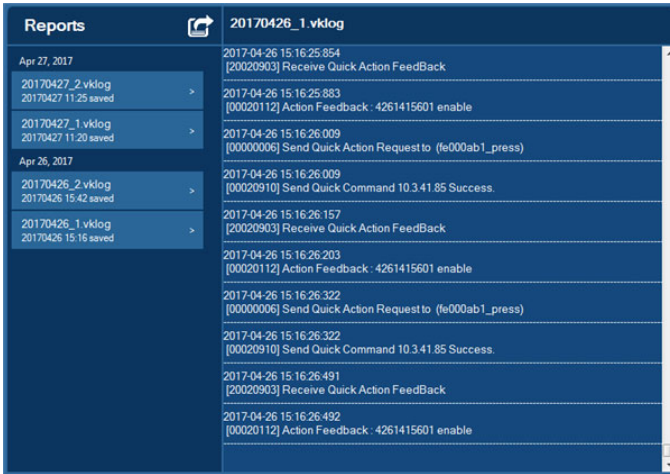 Reports
Apr 27, 2017
20170427_2.vklog
20170427 11:25 saved
>
20170427_1.vklog
20170427 11:20 saved
>
Apr 26, 2017
20170426_2.vklog
20170426 15:42 saved
>
20170426_1.vklog
20170426 15:16 saved
>
20170426_1.vklog
2017-04-26 15:16:25:854
[20020903] Receive Quick Action FeedBack
2017-04-26 15:16:25:883
[00020112] Action Feedback : 4261415601 enable
2017-04-26 15:16:26:009
[00000006] Send Quick Action Request to (fe000ab1_press)
2017-04-26 15:16:26:009
[00020910] Send Quick Command 10.3.41.85 Success.
2017-04-26 15:16:26:157
[20020903] Receive Quick Action FeedBack
2017-04-26 15:16:26:203
[00020112] Action Feedback : 4261415601 enable
2017-04-26 15:16:26:322
[00000006] Send Quick Action Request to (fe000ab1_press)
2017-04-26 15:16:26:322
[00020910] Send Quick Command 10.3.41.85 Success.
2017-04-26 15:16:26:491
[20020903] Receive Quick Action FeedBack
2017-04-26 15:16:26:492
[00020112] Action Feedback : 4261415601 enable